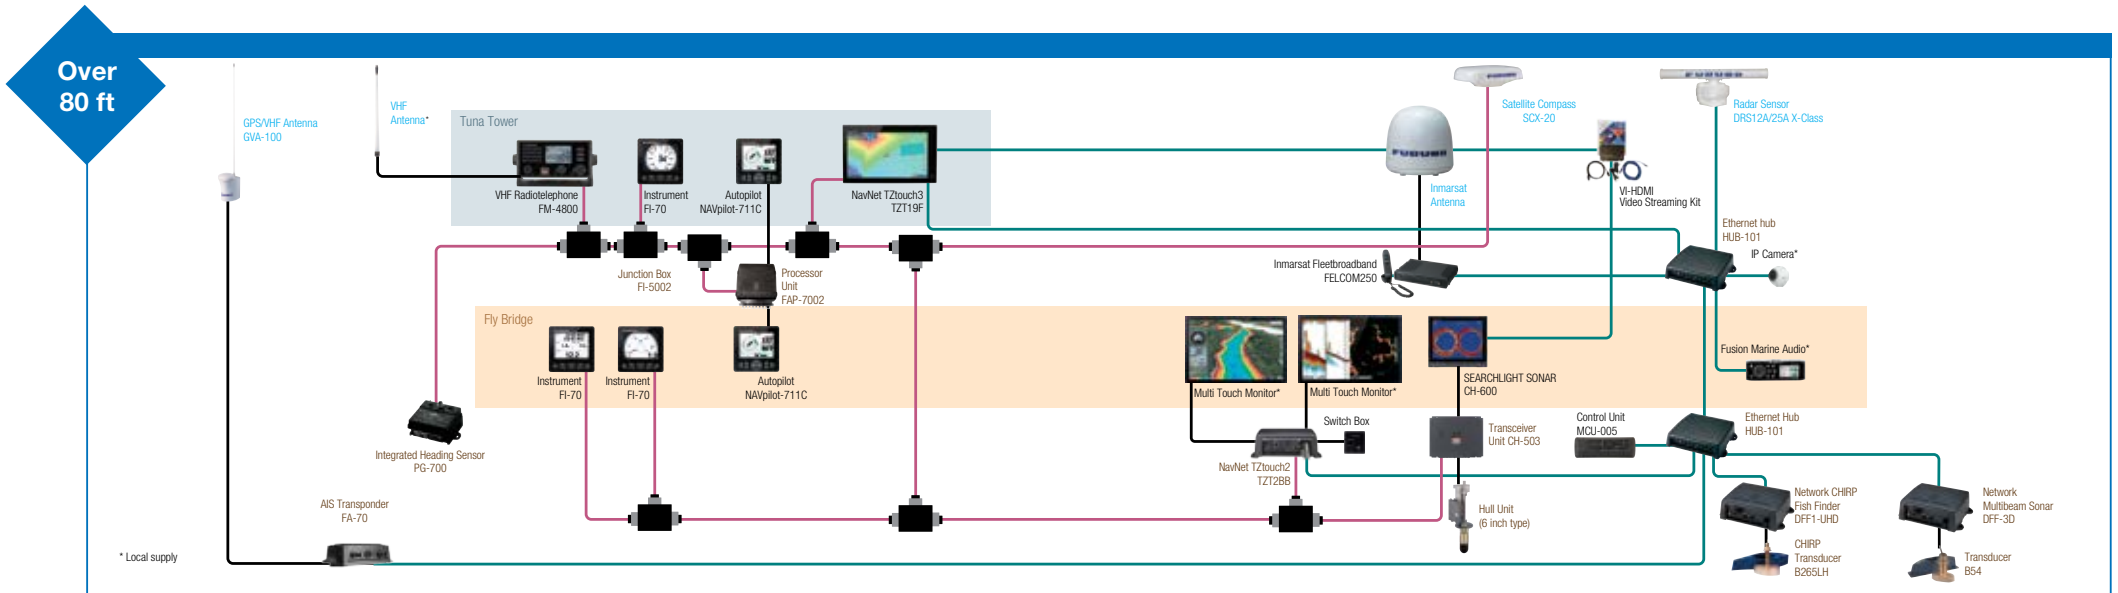 Over
80 ft
GPS/VHF Antenna
GVA-100
VHF
Antenna*
Tuna Tower
VHF Radiotelephone
FM-4800
Instrument
FI-70
Autopilot
NAVpilot-711C
NavNet TZtouch3
TZT19F
Satellite Compass
SCX-20
FURUNO
Inmarsat
Antenna
VI-HDMI
Video Streaming Kit
FURUNO
Radar Sensor
DRS12A/25A X-Class
Ethernet hub
HUB-101
IP Camera*
Inmarsat Fleetbroadband
FELCOM250
Junction Box
FI-5002
Processor
Unit
FAP-7002
Fly Bridge
Instrument
FI-70
Instrument
FI-70
Autopilot
NAVpilot-711C
Multi Touch Monitor*
Multi Touch Monitor*
SEARCHLIGHT SONAR
CH-600
Fusion Marine Audio*
Integrated Heading Sensor
PG-700
Switch Box
NavNet TZtouch2
TZT2BB
Transceiver
Unit CH-503
Control Unit
MCU-005
Ethernet Hub
HUB-101
AIS Transponder
FA-70
Hull Unit
(6 inch type)
Network CHIRP
Fish Finder
DFF1-UHD
Network
Multibeam Sonar
DFF-3D
CHIRP
Transducer
B265LH
Transducer
B54
* Local supply